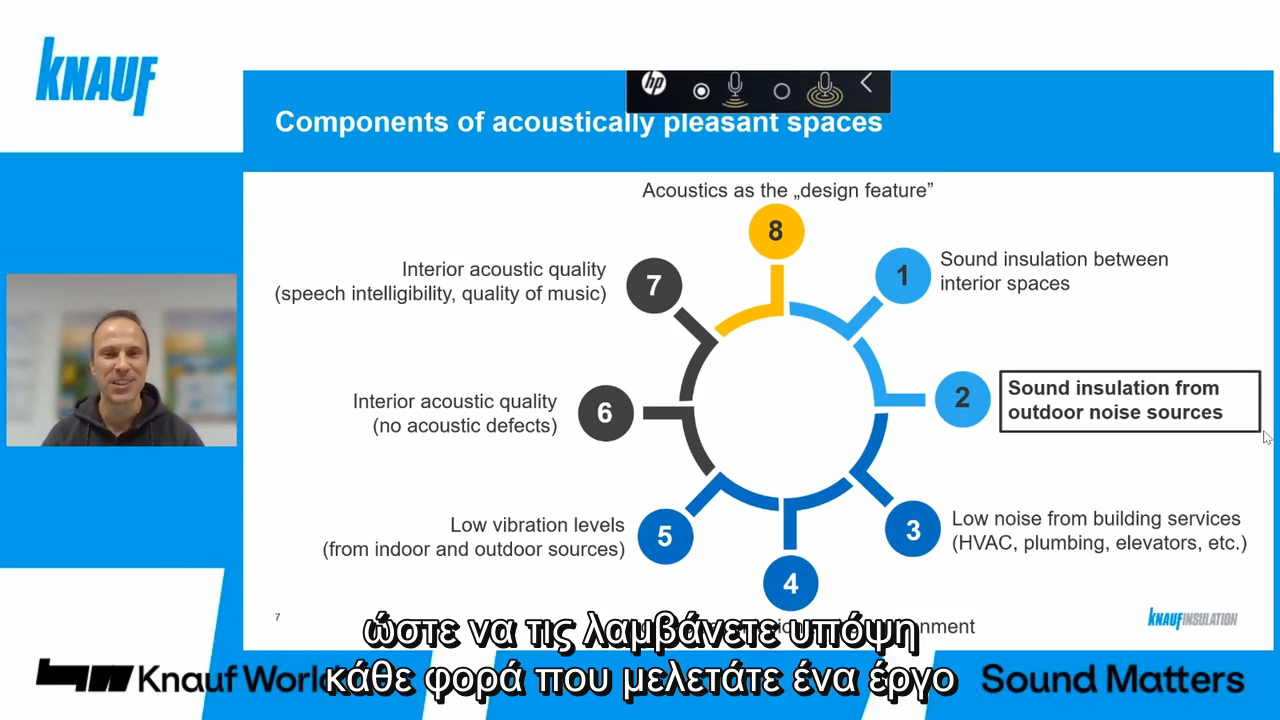 KNAUF
hp
Components of acoustically pleasant spaces
Acoustics as the „design feature”
8
Interior acoustic quality
(speech intelligibility, quality of music)
7
1
Sound insulation between
interior spaces
Interior acoustic quality
(no acoustic defects)
6
2
Sound insulation from
outdoor noise sources
Low vibration levels
(from indoor and outdoor sources)
5
3
Low noise from building services
(HVAC, plumbing, elevators, etc.)
4
7
KNAUFINSULATION
ώστε να τις λαμβάνετε υπόψη
κάθε φορά που μελετάτε ένα έργο
Knauf World
Sound Matters